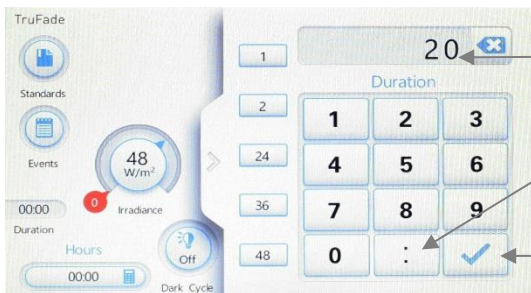 TruFade
Standards
Events
48
W/m²
0
Irradiance
00:00
Duration
Hours
00:00
Off
Dark Cycle
1
2
24
36
48
20
Duration
1 2 3
4 5 6
7 8 9
0 :